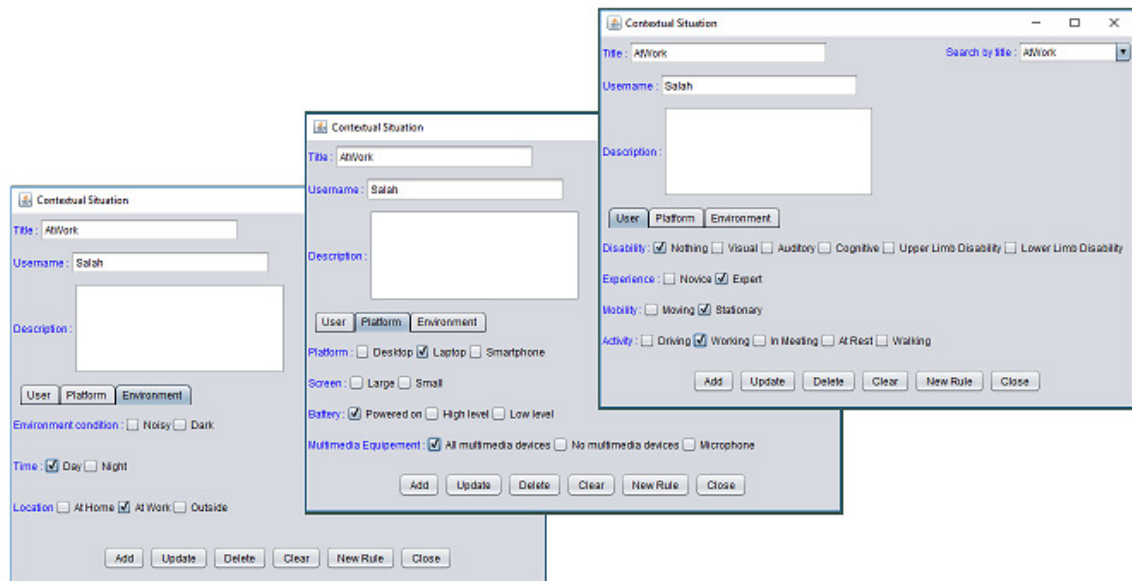 Contextual Situation
Title : AtWork
Search by title : AtWork
Username : Salah
Description :
User Platform Environment
Disability : Nothing Visual Auditory Cognitive Upper Limb Disability Lower Limb Disability
Experience : Novice Expert
Mobility : Moving Stationary
Activity : Driving Working In Meeting At Rest Walking
Add Update Delete Clear New Rule Close
Contextual Situation
Title : AtWork
Username : Salah
Description :
User Platform Environment
Platform : Desktop Laptop Smartphone
Screen : Large Small
Battery : Powered on High level Low level
Multimedia Equipement : All multimedia devices No multimedia devices Microphone
Add Update Delete Clear New Rule Close
Contextual Situation
Title : AtWork
Username : Salah
Description :
User Platform Environment
Environment condition : Noisy Dark
Time : Day Night
Location At Home At Work Outside
Add Update Delete Clear New Rule Close